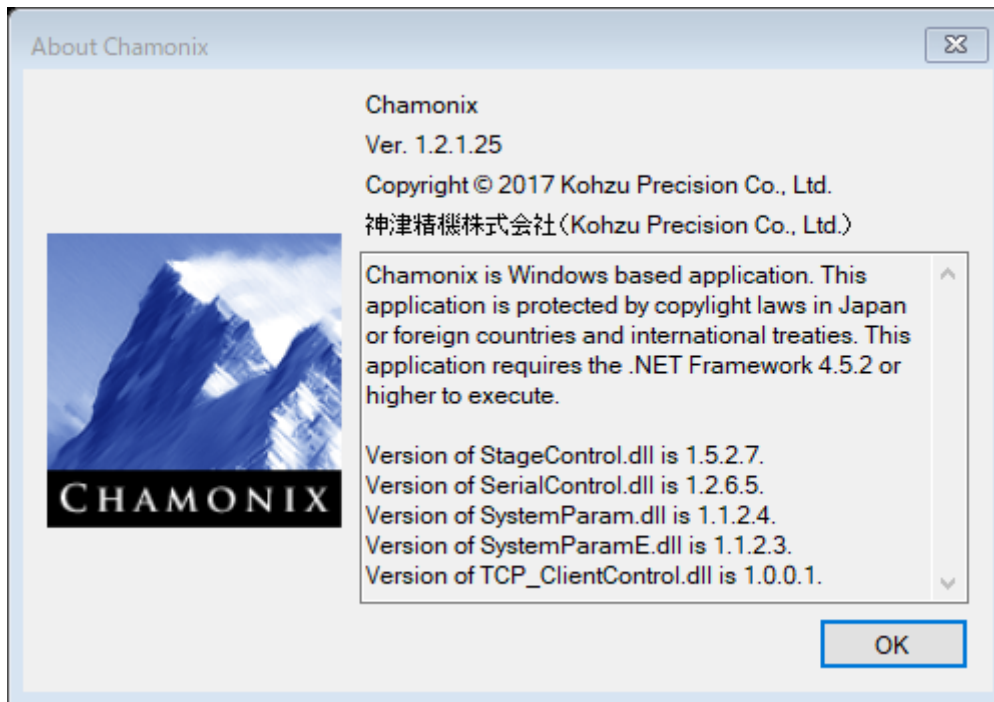 About Chamonix
Chamonix
Ver. 1.2.1.25
Copyright © 2017 Kohzu Precision Co., Ltd.
神津精機株式会社(Kohzu Precision Co., Ltd.)
Chamonix is Windows based application. This
application is protected by copylight laws in Japan
or foreign countries and international treaties. This
application requires the .NET Framework 4.5.2 or
higher to execute.
Version of StageControl.dll is 1.5.2.7.
Version of SerialControl.dll is 1.2.6.5.
Version of SystemParam.dll is 1.1.2.4.
Version of SystemParamE.dll is 1.1.2.3.
Version of TCP_ClientControl.dll is 1.0.0.1.
CHAMONIX
OK